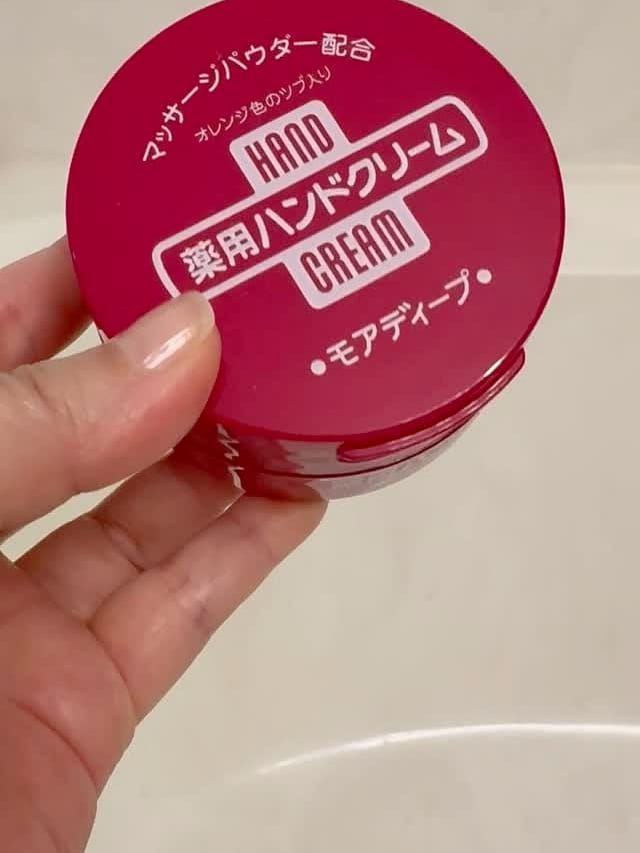 マッサージパウダー配合
オレンジ色のツブ入り
HAND
薬用ハンドクリーム
CREAM
•モアディープ•